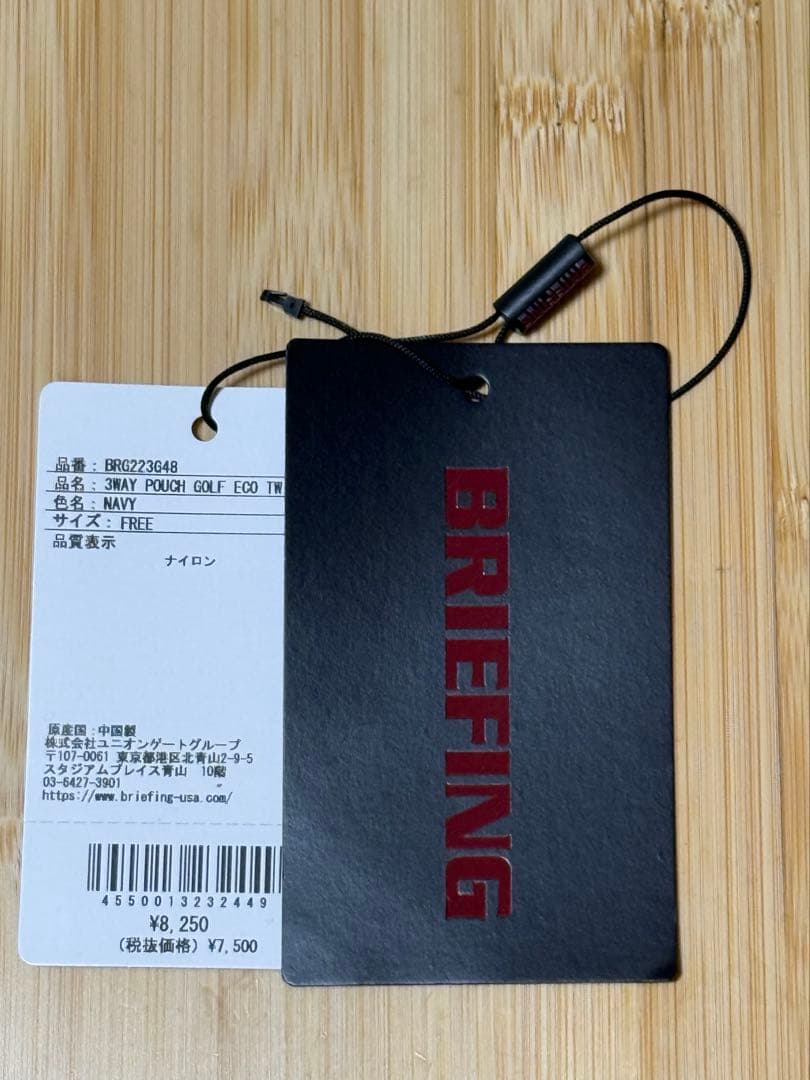 品番 : BRG223G48
品名 : 3WAY POUCH GOLF ECO TW
色名 : NAVY
サイズ : FREE
品質表示
ナイロン
原産国 : 中国製
株式会社ユニオンゲートグループ
〒107-0061 東京都港区北青山2-9-5
スタジアムプレイス青山 10階
03-6427-3901
https://www.briefing-usa.com/
4550013232449
¥8,250
(税抜価格) ¥7,500
BRIEFING